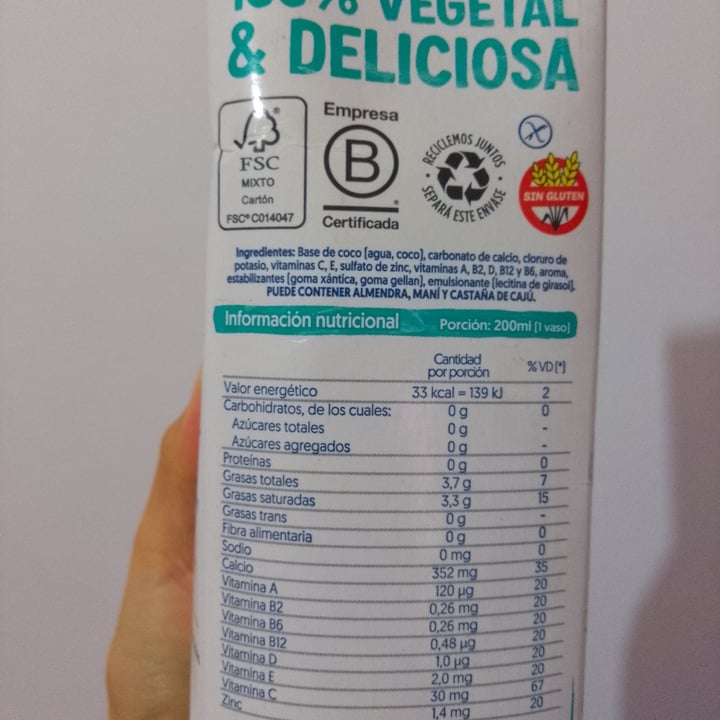 100% VEGETAL
& DELICIOSA
FSC
MIXTO
Cartón
FSC® C014047
Empresa
B
Certificada
RECICLEMOS JUNTOS
SEPARÁ ESTE ENVASE
SIN GLUTEN
Ingredientes: Base de coco (agua, coco), carbonato de calcio, cloruro de
potasio, vitaminas C, E, sulfato de zinc, vitaminas A, B2, D, B12 y B6, aroma,
estabilizantes (goma xántica, goma gellan), emulsionante (lecitina de girasol).
PUEDE CONTENER ALMENDRA, MANÍ Y CASTAÑA DE CAJÚ.
Información nutricional Porción: 200ml (1 vaso)
Cantidad
por porción % VD(*)
Valor energético 33 kcal = 139 kJ 2
Carbohidratos, de los cuales: 0 g 0
Azúcares totales 0 g -
Azúcares agregados 0 g -
Proteínas 0 g 0
Grasas totales 3,7 g 7
Grasas saturadas 3,3 g 15
Grasas trans 0 g -
Fibra alimentaria 0 g 0
Sodio 0 mg 0
Calcio 352 mg 35
Vitamina A 120 µg 20
Vitamina B2 0,26 mg 20
Vitamina B6 0,26 mg 20
Vitamina B12 0,48 µg 20
Vitamina D 1,0 µg 20
Vitamina E 2,0 mg 20
Vitamina C 30 mg 67
Zinc 1,4 mg 20